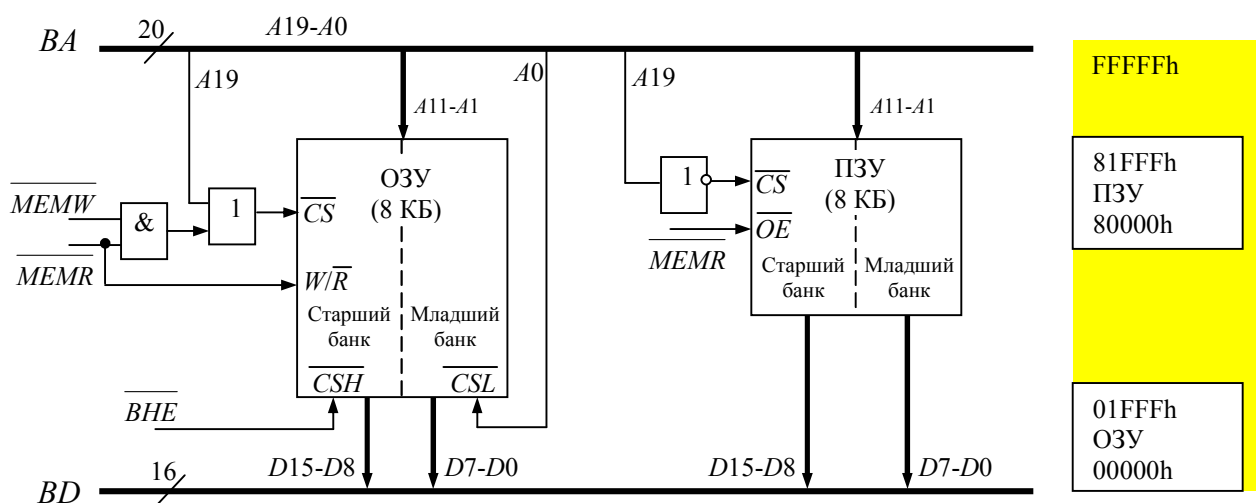 BA
20
A19-A0
A19
A11-A1
A0
A19
A11-A1
MEMW
MEMR
&
1
CS
ОЗУ
(8 КБ)
W/R
Старший
банк
Младший
банк
CSH
CSL
BHE
D15-D8
D7-D0
1
CS
OE
MEMR
ПЗУ
(8 КБ)
Старший
банк
Младший
банк
D15-D8
D7-D0
BD
16
FFFFFh
81FFFh
ПЗУ
80000h
01FFFh
ОЗУ
00000h